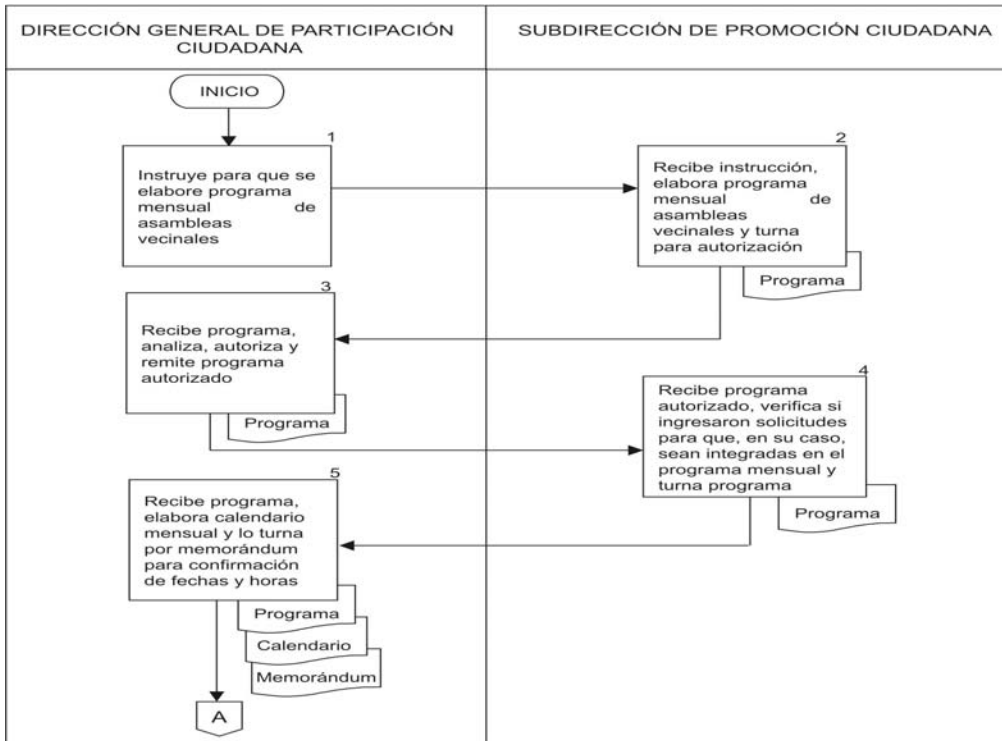 DIRECCIÓN GENERAL DE PARTICIPACIÓN
CIUDADANA
SUBDIRECCIÓN DE PROMOCIÓN CIUDADANA
INICIO
1
Instruye para que se
elabore programa
mensual de
asambleas
vecinales
2
Recibe instrucción,
elabora programa
mensual de
asambleas
vecinales y turna
para autorización
Programa
3
Recibe programa,
analiza, autoriza y
remite programa
autorizado
Programa
4
Recibe programa
autorizado, verifica si
ingresaron solicitudes
para que, en su caso,
sean integradas en el
programa mensual y
turna programa
Programa
5
Recibe programa,
elabora calendario
mensual y lo turna
por memorándum
para confirmación
de fechas y horas
Programa
Calendario
Memorándum
A